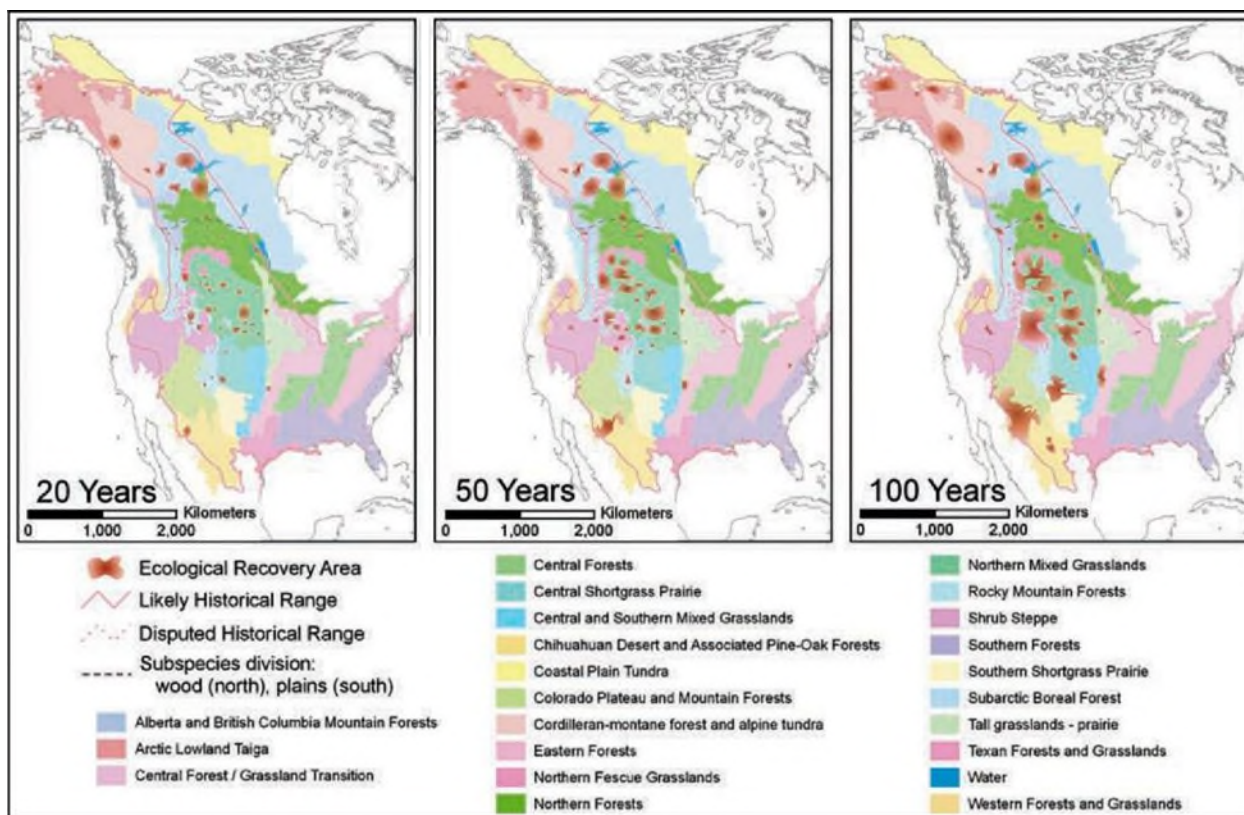 20 Years
Kilometers
0 1,000 2,000
50 Years
Kilometers
0 1,000 2,000
100 Years
Kilometers
0 1,000 2,000
Ecological Recovery Area
Likely Historical Range
Disputed Historical Range
Subspecies division:
wood (north), plains (south)
Alberta and British Columbia Mountain Forests
Arctic Lowland Taiga
Central Forest / Grassland Transition
Central Forests
Central Shortgrass Prairie
Central and Southern Mixed Grasslands
Chihuahuan Desert and Associated Pine-Oak Forests
Coastal Plain Tundra
Colorado Plateau and Mountain Forests
Cordilleran-montane forest and alpine tundra
Eastern Forests
Northern Fescue Grasslands
Northern Forests
Northern Mixed Grasslands
Rocky Mountain Forests
Shrub Steppe
Southern Forests
Southern Shortgrass Prairie
Subarctic Boreal Forest
Tall grasslands - prairie
Texan Forests and Grasslands
Water
Western Forests and Grasslands